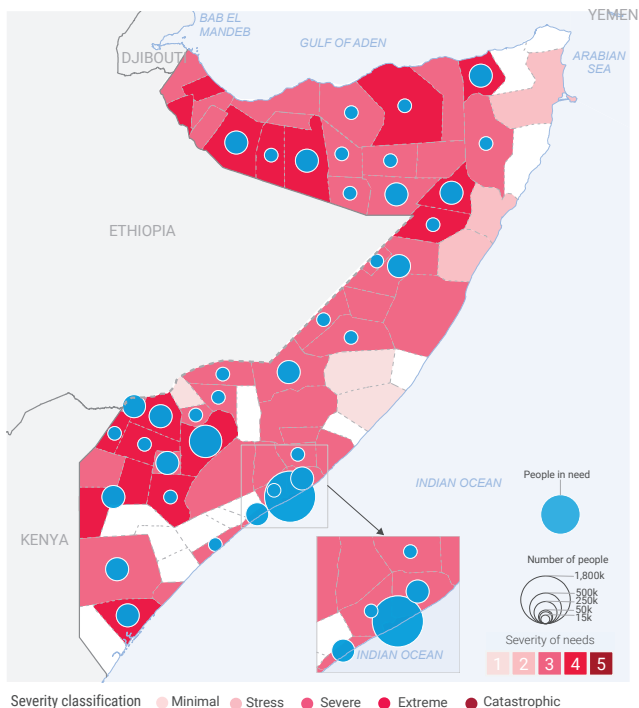 BAB EL
MANDEB
YEMEN
GULF OF ADEN
DJIBOUTI
ARABIAN
SEA
ETHIOPIA
INDIAN OCEAN
People in need
KENYA
Number of people
1,800k
500k
250k
50k
15k
Severity of needs
1 2 3 4 5
INDIAN OCEAN
Severity classification Minimal Stress Severe Extreme Catastrophic